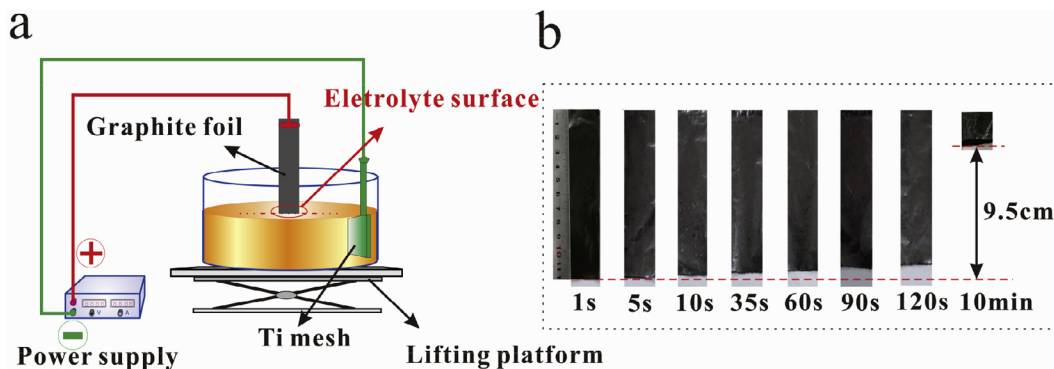 a
b
Eletrolyte surface
Graphite foil
Ti mesh
Power supply
Lifting platform
V
A
9.5cm
1s
5s
10s
35s
60s
90s
120s
10min